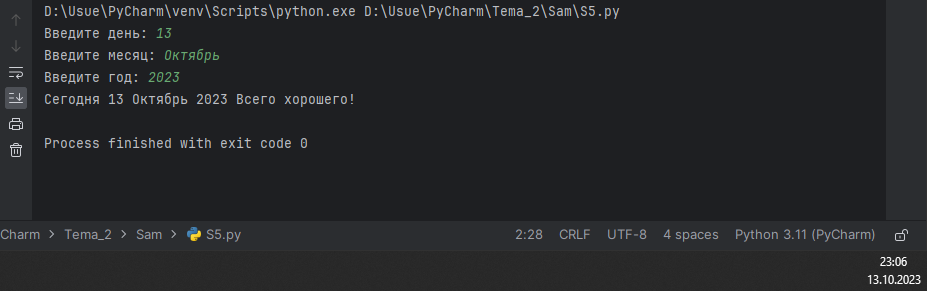 D:\Usue\PyCharm\venv\Scripts\python.exe D:\Usue\PyCharm\Tema_2\Sam\S5.py
Введите день: 13
Введите месяц: Октябрь
Введите год: 2023
Сегодня 13 Октябрь 2023 Всего хорошего!
Process finished with exit code 0
Charm > Tema_2 > Sam > S5.py 2:28 CRLF UTF-8 4 spaces Python 3.11 (PyCharm)
23:06
13.10.2023